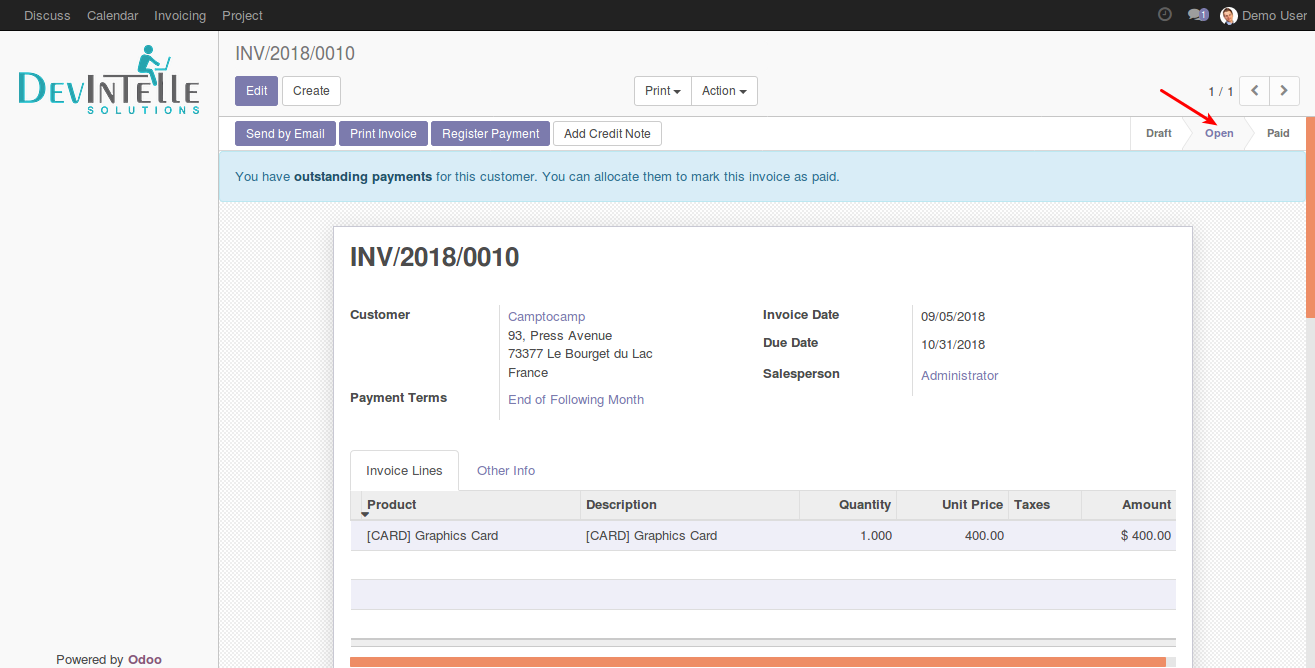 Discuss Calendar Invoicing Project 1 Demo User
DEVINTELLE
SOLUTIONS
INV/2018/0010
Edit Create Print Action 1 / 1
Send by Email Print Invoice Register Payment Add Credit Note Draft Open Paid
You have outstanding payments for this customer. You can allocate them to mark this invoice as paid.
INV/2018/0010
Customer Camptocamp
93, Press Avenue
73377 Le Bourget du Lac
France
Payment Terms End of Following Month
Invoice Date 09/05/2018
Due Date 10/31/2018
Salesperson Administrator
Invoice Lines Other Info
Product Description Quantity Unit Price Taxes Amount
[CARD] Graphics Card [CARD] Graphics Card 1.000 400.00 $ 400.00
Powered by Odoo